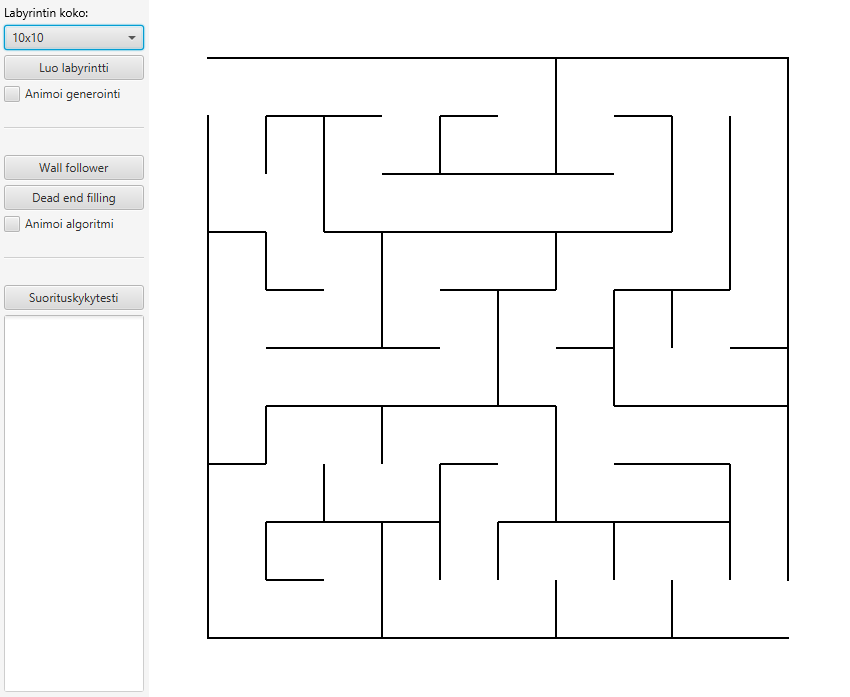 Labyrintin koko:
10x10
Luo labyrintti
Animoi generointi
Wall follower
Dead end filling
Animoi algoritmi
Suorituskykytesti